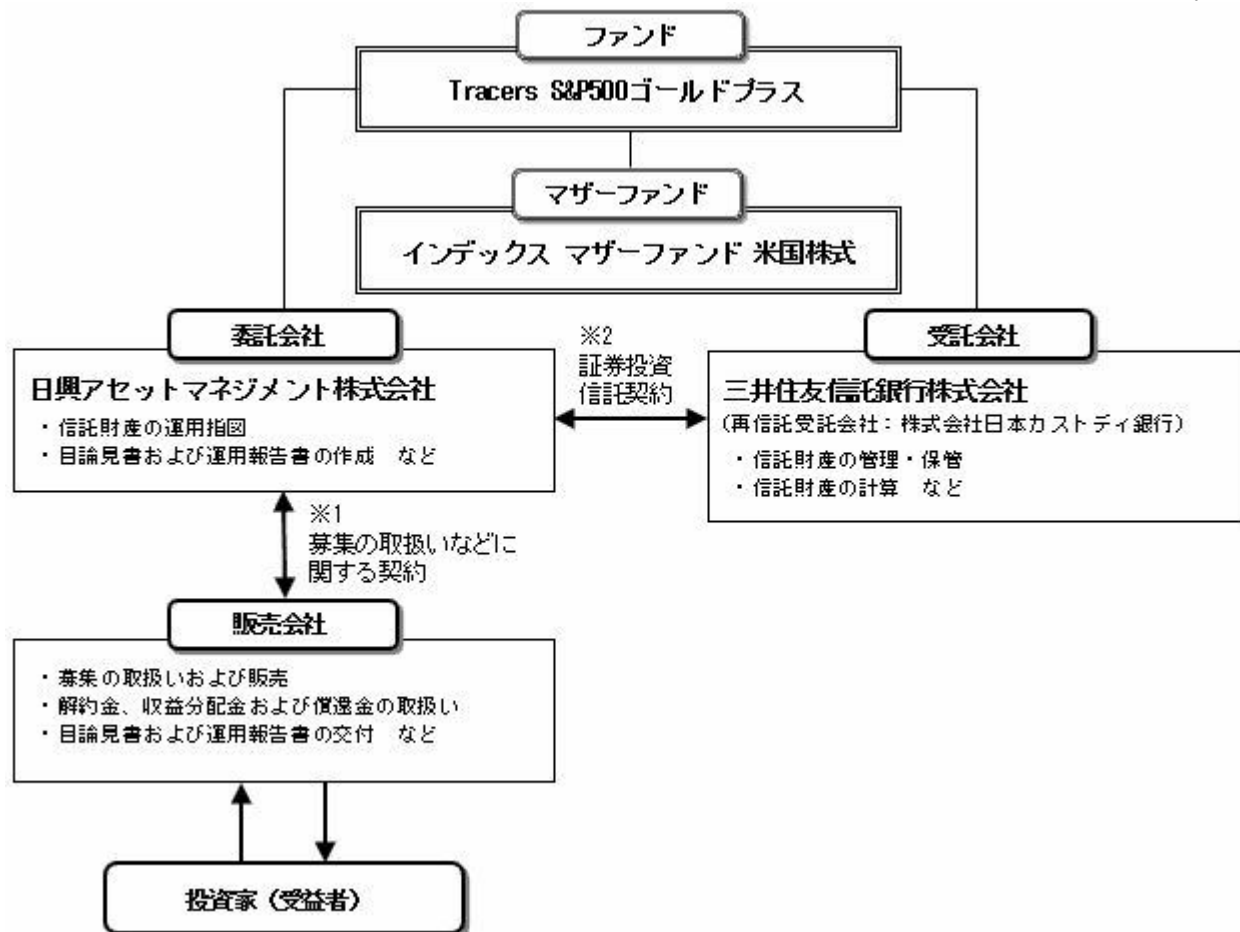 ファンド
Tracers S&P500ゴールドプラス
マザーファンド
インデックス マザーファンド 米国株式
委託会社
日興アセットマネジメント株式会社
・信託財産の運用指図
・目論見書および運用報告書の作成 など
※2
証券投資
信託契約
受託会社
三井住友信託銀行株式会社
(再信託受託会社：株式会社日本カストディ銀行)
・信託財産の管理・保管
・信託財産の計算 など
※1
募集の取扱いなどに
関する契約
販売会社
・募集の取扱いおよび販売
・解約金、収益分配金および償還金の取扱い
・目論見書および運用報告書の交付 など
投資家（受益者）